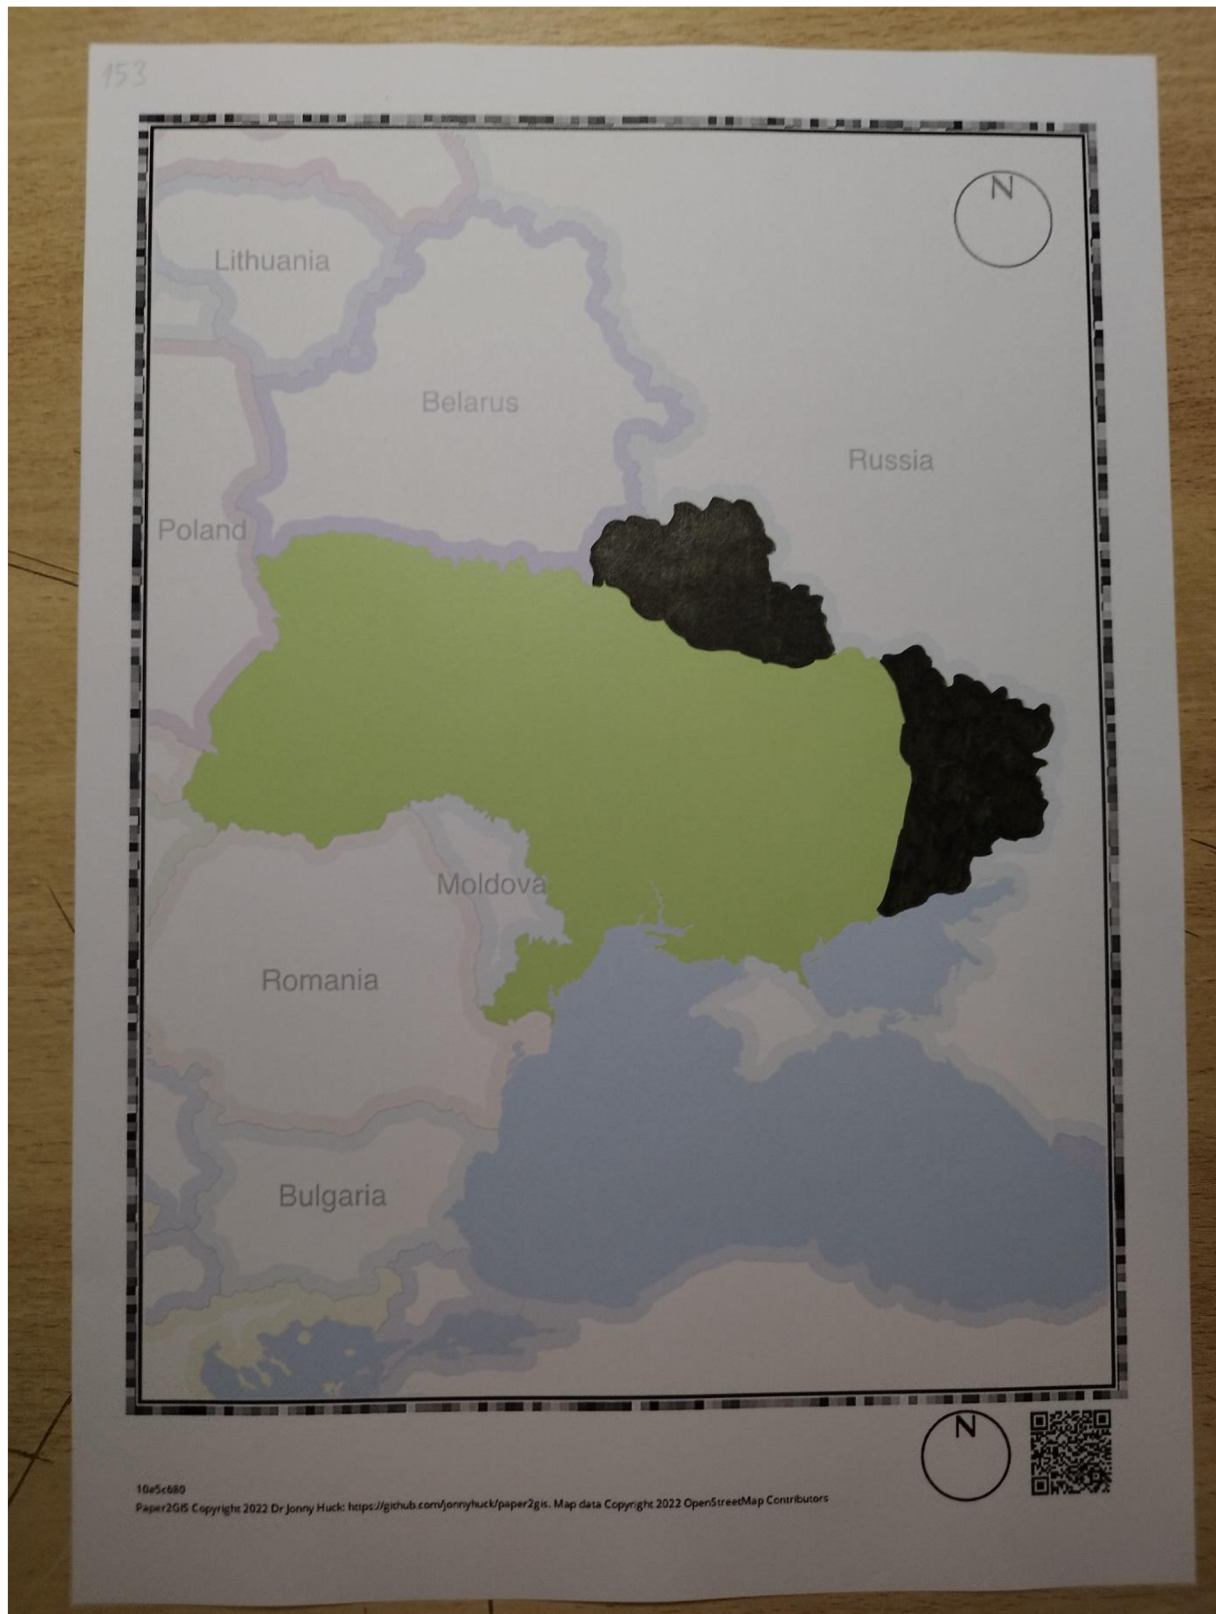 153
N
Lithuania
Belarus
Russia
Poland
Moldova
Romania
Bulgaria
N
10e5c680
Paper2GIS Copyright 2022 Dr Jonny Huck: https://github.com/jonnyhuck/paper2gis. Map data Copyright 2022 OpenStreetMap Contributors